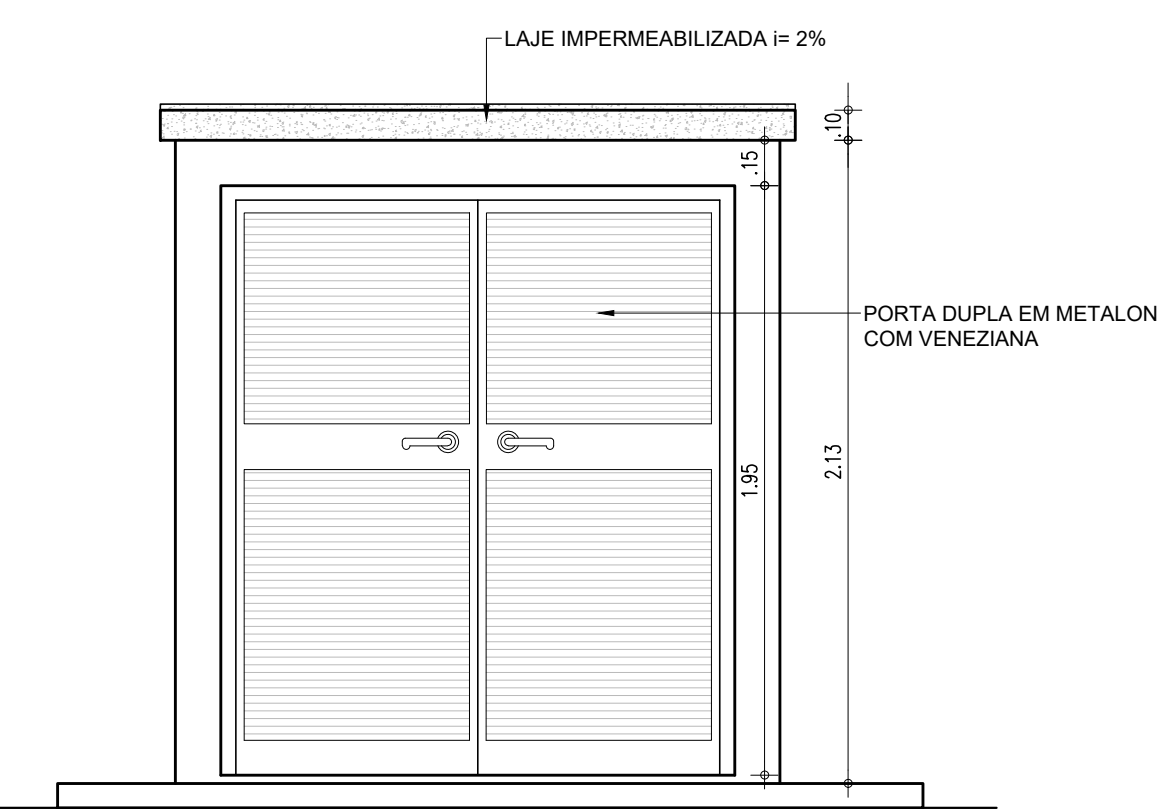 LAJE IMPERMEABILIZADA i= 2%
.10
.15
PORTA DUPLA EM METALON
COM VENEZIANA
1.95
2.13